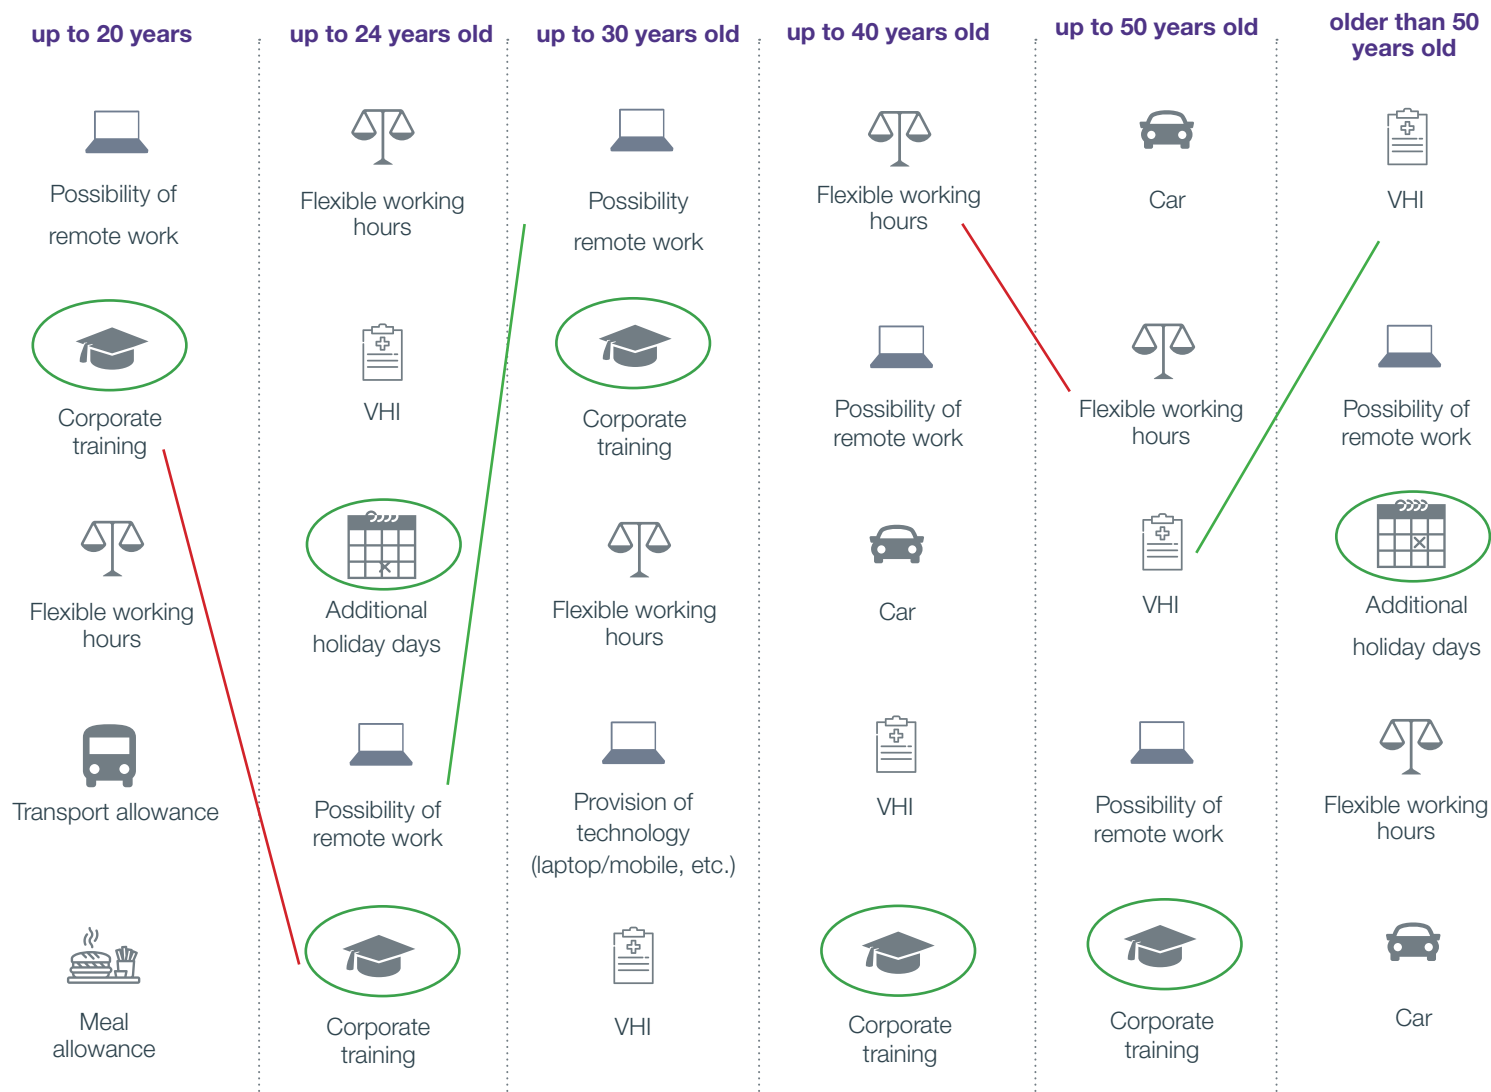 up to 20 years
Possibility of
remote work
Corporate
training
Flexible working
hours
Transport allowance
Meal
allowance
up to 24 years old
Flexible working
hours
VHI
Additional
holiday days
Possibility of
remote work
Corporate
training
up to 30 years old
Possibility
remote work
Corporate
training
Flexible working
hours
Provision of
technology
(laptop/mobile, etc.)
VHI
up to 40 years old
Flexible working
hours
Possibility of
remote work
Car
VHI
Corporate
training
up to 50 years old
Car
Flexible working
hours
VHI
Possibility of
remote work
Corporate
training
older than 50
years old
VHI
Possibility of
remote work
Additional
holiday days
Flexible working
hours
Car